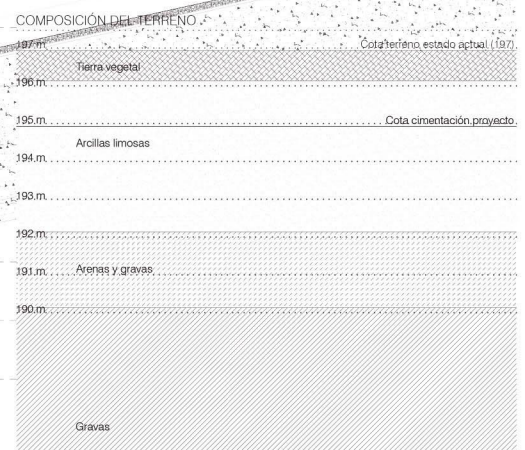 COMPOSICIÓN DEL TERRENO
197 m Cota terreno estado actual (197)
Tierra vegetal
196 m
195 m Cota cimentación proyecto
Arcillas limosas
194 m
193 m
192 m
191 m Arenas y gravas
190 m
Gravas